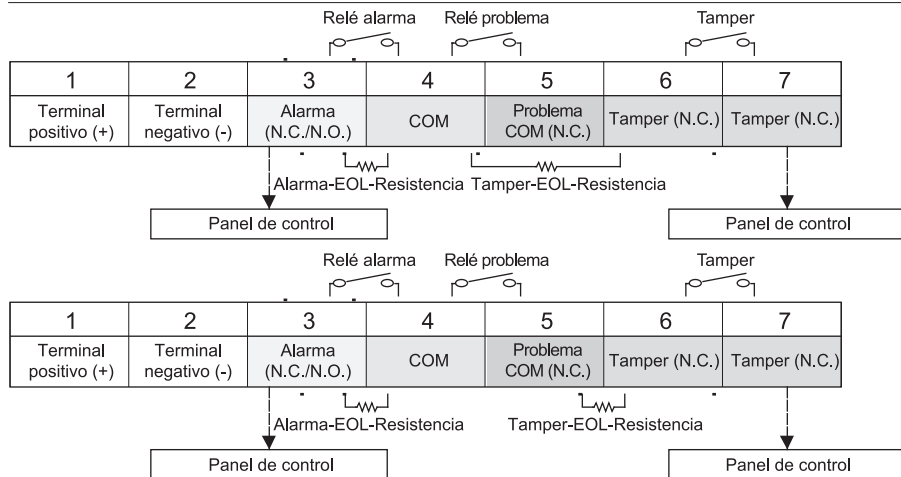 Relé alarma Relé problema Tamper
1 2 3 4 5 6 7
Terminal positivo (+) Terminal negativo (-) Alarma (N.C./N.O.) COM Problema COM (N.C.) Tamper (N.C.) Tamper (N.C.)
Alarma-EOL-Resistencia Tamper-EOL-Resistencia
Panel de control Panel de control
Relé alarma Relé problema Tamper
1 2 3 4 5 6 7
Terminal positivo (+) Terminal negativo (-) Alarma (N.C./N.O.) COM Problema COM (N.C.) Tamper (N.C.) Tamper (N.C.)
Alarma-EOL-Resistencia Tamper-EOL-Resistencia
Panel de control Panel de control